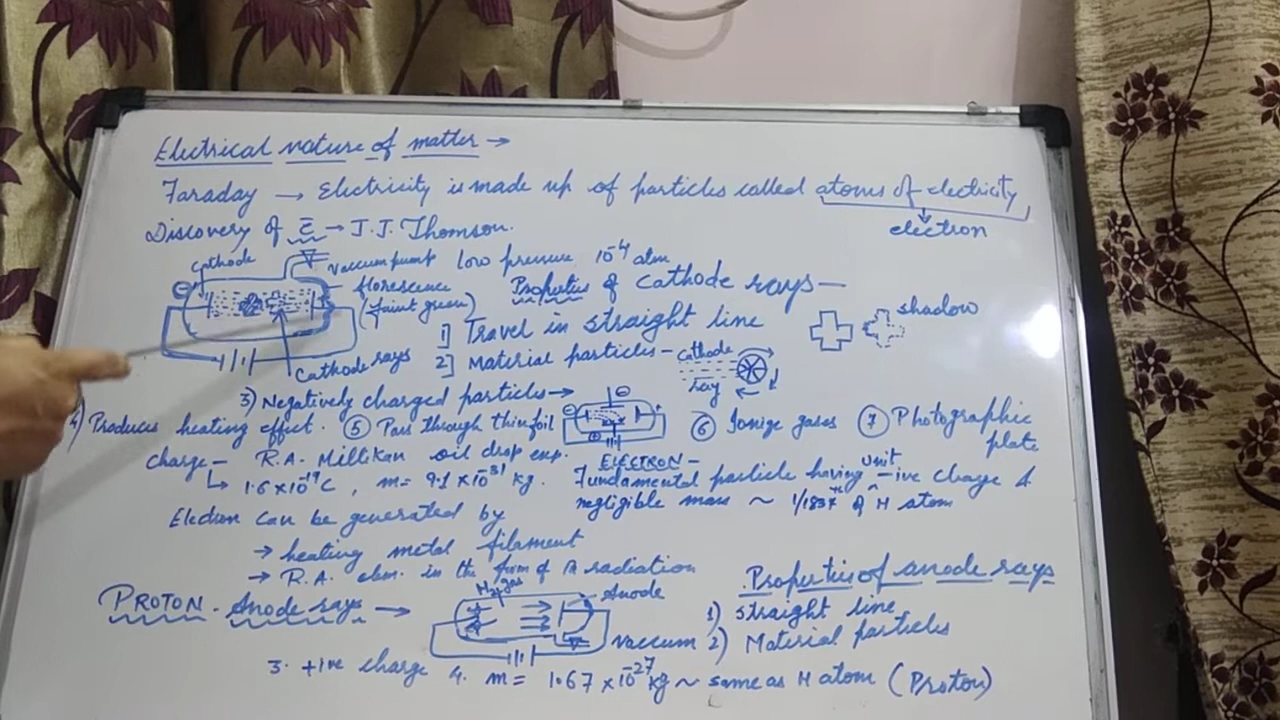 Electrical nature of matter →
Faraday → Electricity is made up of particles called atoms of electricity
electron
Discovery of ē → J.J. Thomson.
cathode
Vaccum pump low pressure 10⁻⁴ atm
florescence
(faint green)
Properties of Cathode rays —
1] Travel in straight line
shadow
Cathode rays
2] Material particles - cathode ray
3) Negatively charged particles →
4) Produces heating effect. ⑤ Pass through thin foil
⑥ Ionize gases ⑦ Photographic plate
charge - R.A. Millikan oil drop exp.
↳ 1.6 × 10⁻¹⁹ C, m = 9.1 × 10⁻³¹ kg.
ELECTRON -
Fundamental particle having unit -ive charge &
negligible mass ~ 1/1837th of H atom
Electron can be generated by
→ heating metal filament
→ R.A. elem. in the form of β radiation
PROTON - Anode rays →
H₂ gas
Anode
Vaccum
Properties of anode rays
1) Straight line
2) Material particles
3. +ive charge 4. m = 1.67 × 10⁻²⁷ kg ~ same as H atom (Proton)